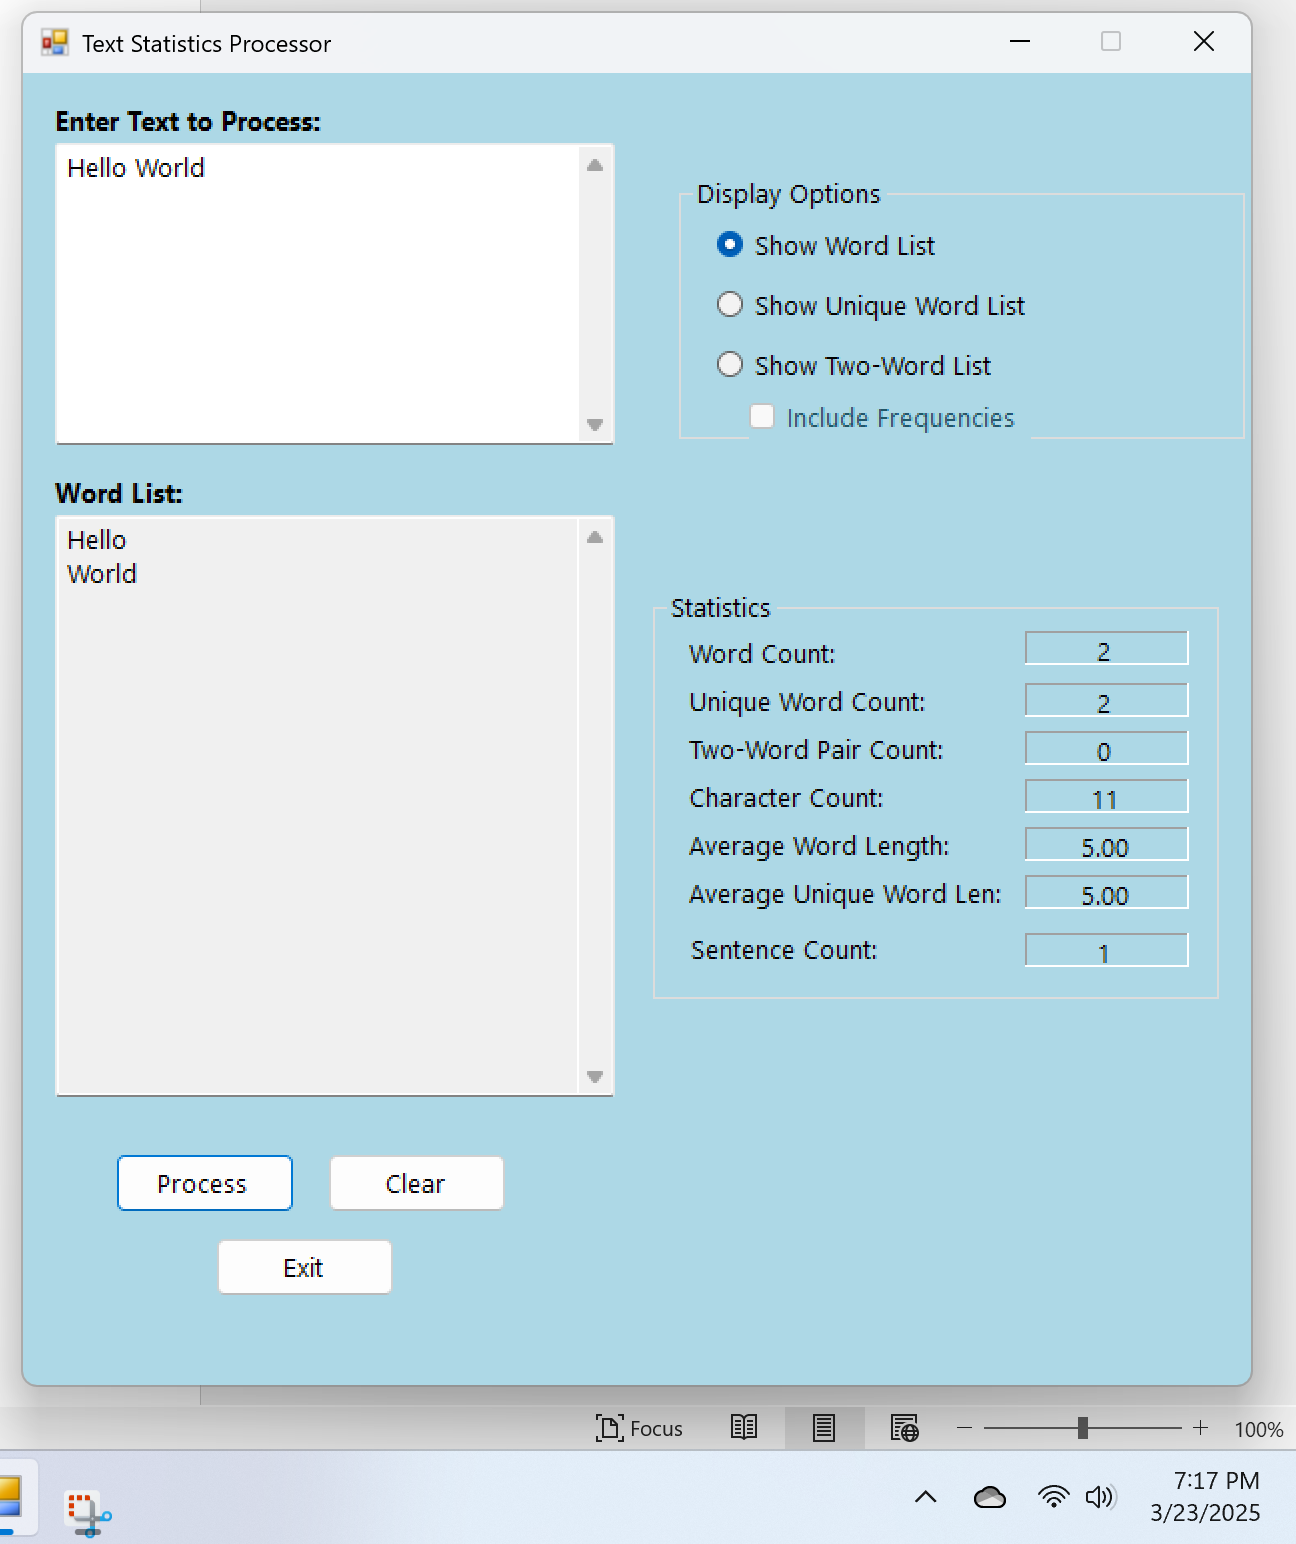 Text Statistics Processor
Enter Text to Process:
Hello World
Display Options
Show Word List
Show Unique Word List
Show Two-Word List
Include Frequencies
Word List:
Hello
World
Statistics
Word Count: 2
Unique Word Count: 2
Two-Word Pair Count: 0
Character Count: 11
Average Word Length: 5.00
Average Unique Word Len: 5.00
Sentence Count: 1
Process Clear
Exit
Focus 100%
7:17 PM
3/23/2025